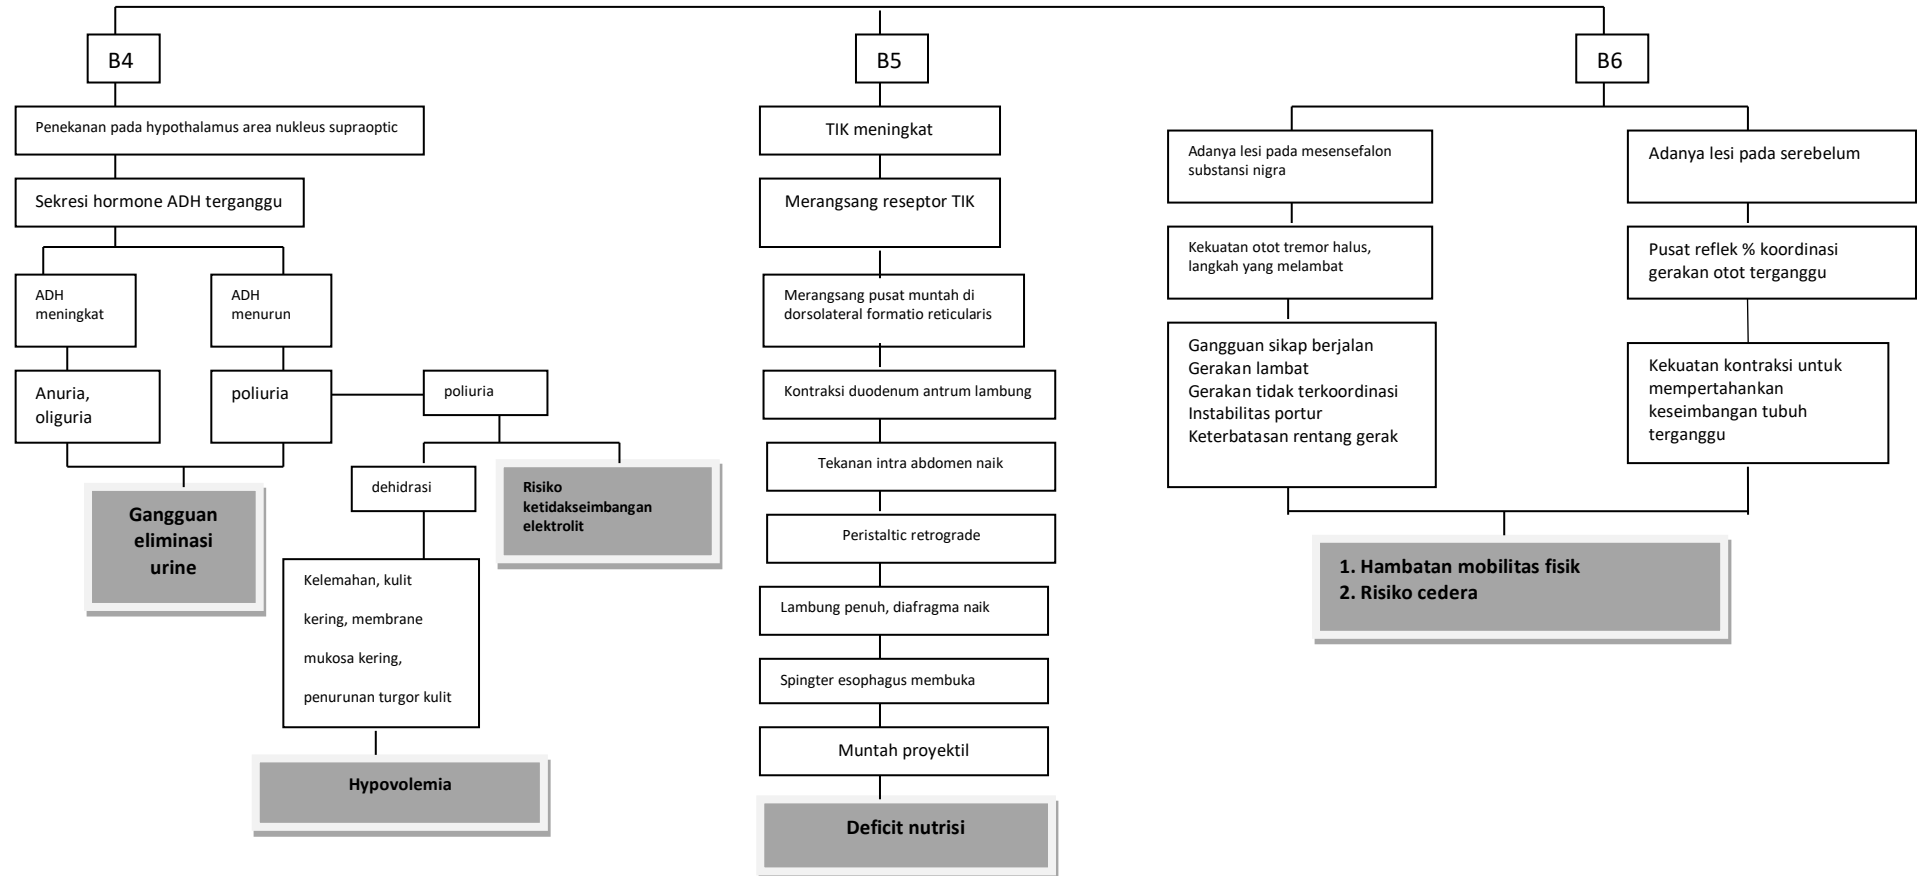 B4
Penekanan pada hypothalamus area nukleus supraoptic
Sekresi hormone ADH terganggu
ADH
meningkat
ADH
menurun
Anuria,
oliguria
poliuria
poliuria
Gangguan
eliminasi
urine
dehidrasi
Risiko
ketidakseimbangan
elektrolit
Kelemahan, kulit
kering, membrane
mukosa kering,
penurunan turgor kulit
Hypovolemia
B5
TIK meningkat
Merangsang reseptor TIK
Merangsang pusat muntah di
dorsolateral formatio reticularis
Kontraksi duodenum antrum lambung
Tekanan intra abdomen naik
Peristaltic retrograde
Lambung penuh, diafragma naik
Spingter esophagus membuka
Muntah proyektil
Deficit nutrisi
B6
Adanya lesi pada mesensefalon
substansi nigra
Kekuatan otot tremor halus,
langkah yang melambat
Gangguan sikap berjalan
Gerakan lambat
Gerakan tidak terkoordinasi
Instabilitas portur
Keterbatasan rentang gerak
Adanya lesi pada serebelum
Pusat reflek % koordinasi
gerakan otot terganggu
Kekuatan kontraksi untuk
mempertahankan
keseimbangan tubuh
terganggu
1. Hambatan mobilitas fisik
2. Risiko cedera